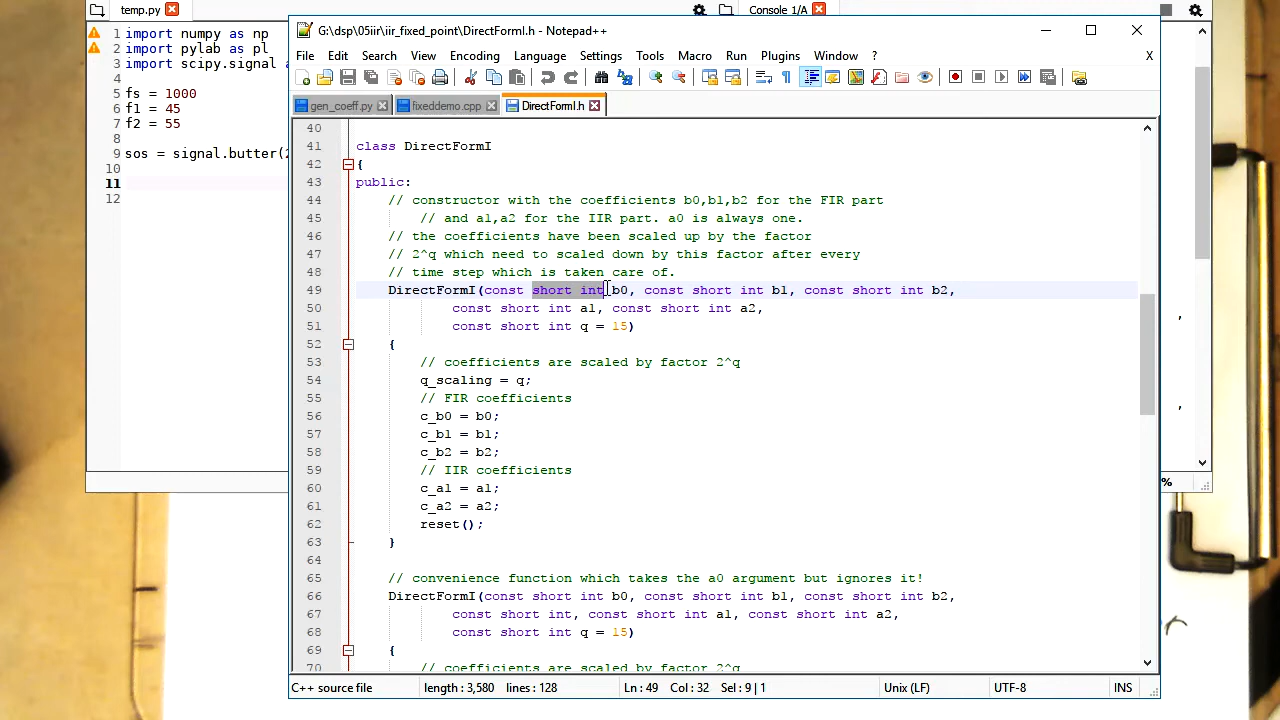 temp.py
Console 1/A
1 import numpy as np
2 import pylab as pl
3 import scipy.signal
4
5 fs = 1000
6 f1 = 45
7 f2 = 55
8
9 sos = signal.butter(
10
11
12
G:\dsp\05iir\iir_fixed_point\DirectFormI.h - Notepad++
File Edit Search View Encoding Language Settings Tools Macro Run Plugins Window ? X
gen_coeff.py fixeddemo.cpp DirectFormI.h
40
41 class DirectFormI
42 {
43 public:
44 // constructor with the coefficients b0,b1,b2 for the FIR part
45 // and a1,a2 for the IIR part. a0 is always one.
46 // the coefficients have been scaled up by the factor
47 // 2^q which need to scaled down by this factor after every
48 // time step which is taken care of.
49 DirectFormI(const short int b0, const short int b1, const short int b2,
50 const short int a1, const short int a2,
51 const short int q = 15)
52 {
53 // coefficients are scaled by factor 2^q
54 q_scaling = q;
55 // FIR coefficients
56 c_b0 = b0;
57 c_b1 = b1;
58 c_b2 = b2;
59 // IIR coefficients
60 c_a1 = a1;
61 c_a2 = a2;
62 reset();
63 }
64
65 // convenience function which takes the a0 argument but ignores it!
66 DirectFormI(const short int b0, const short int b1, const short int b2,
67 const short int, const short int a1, const short int a2,
68 const short int q = 15)
69 {
70 // coefficients are scaled by factor 2^q
C++ source file length : 3,580 lines : 128 Ln : 49 Col : 32 Sel : 9 | 1 Unix (LF) UTF-8 INS
%